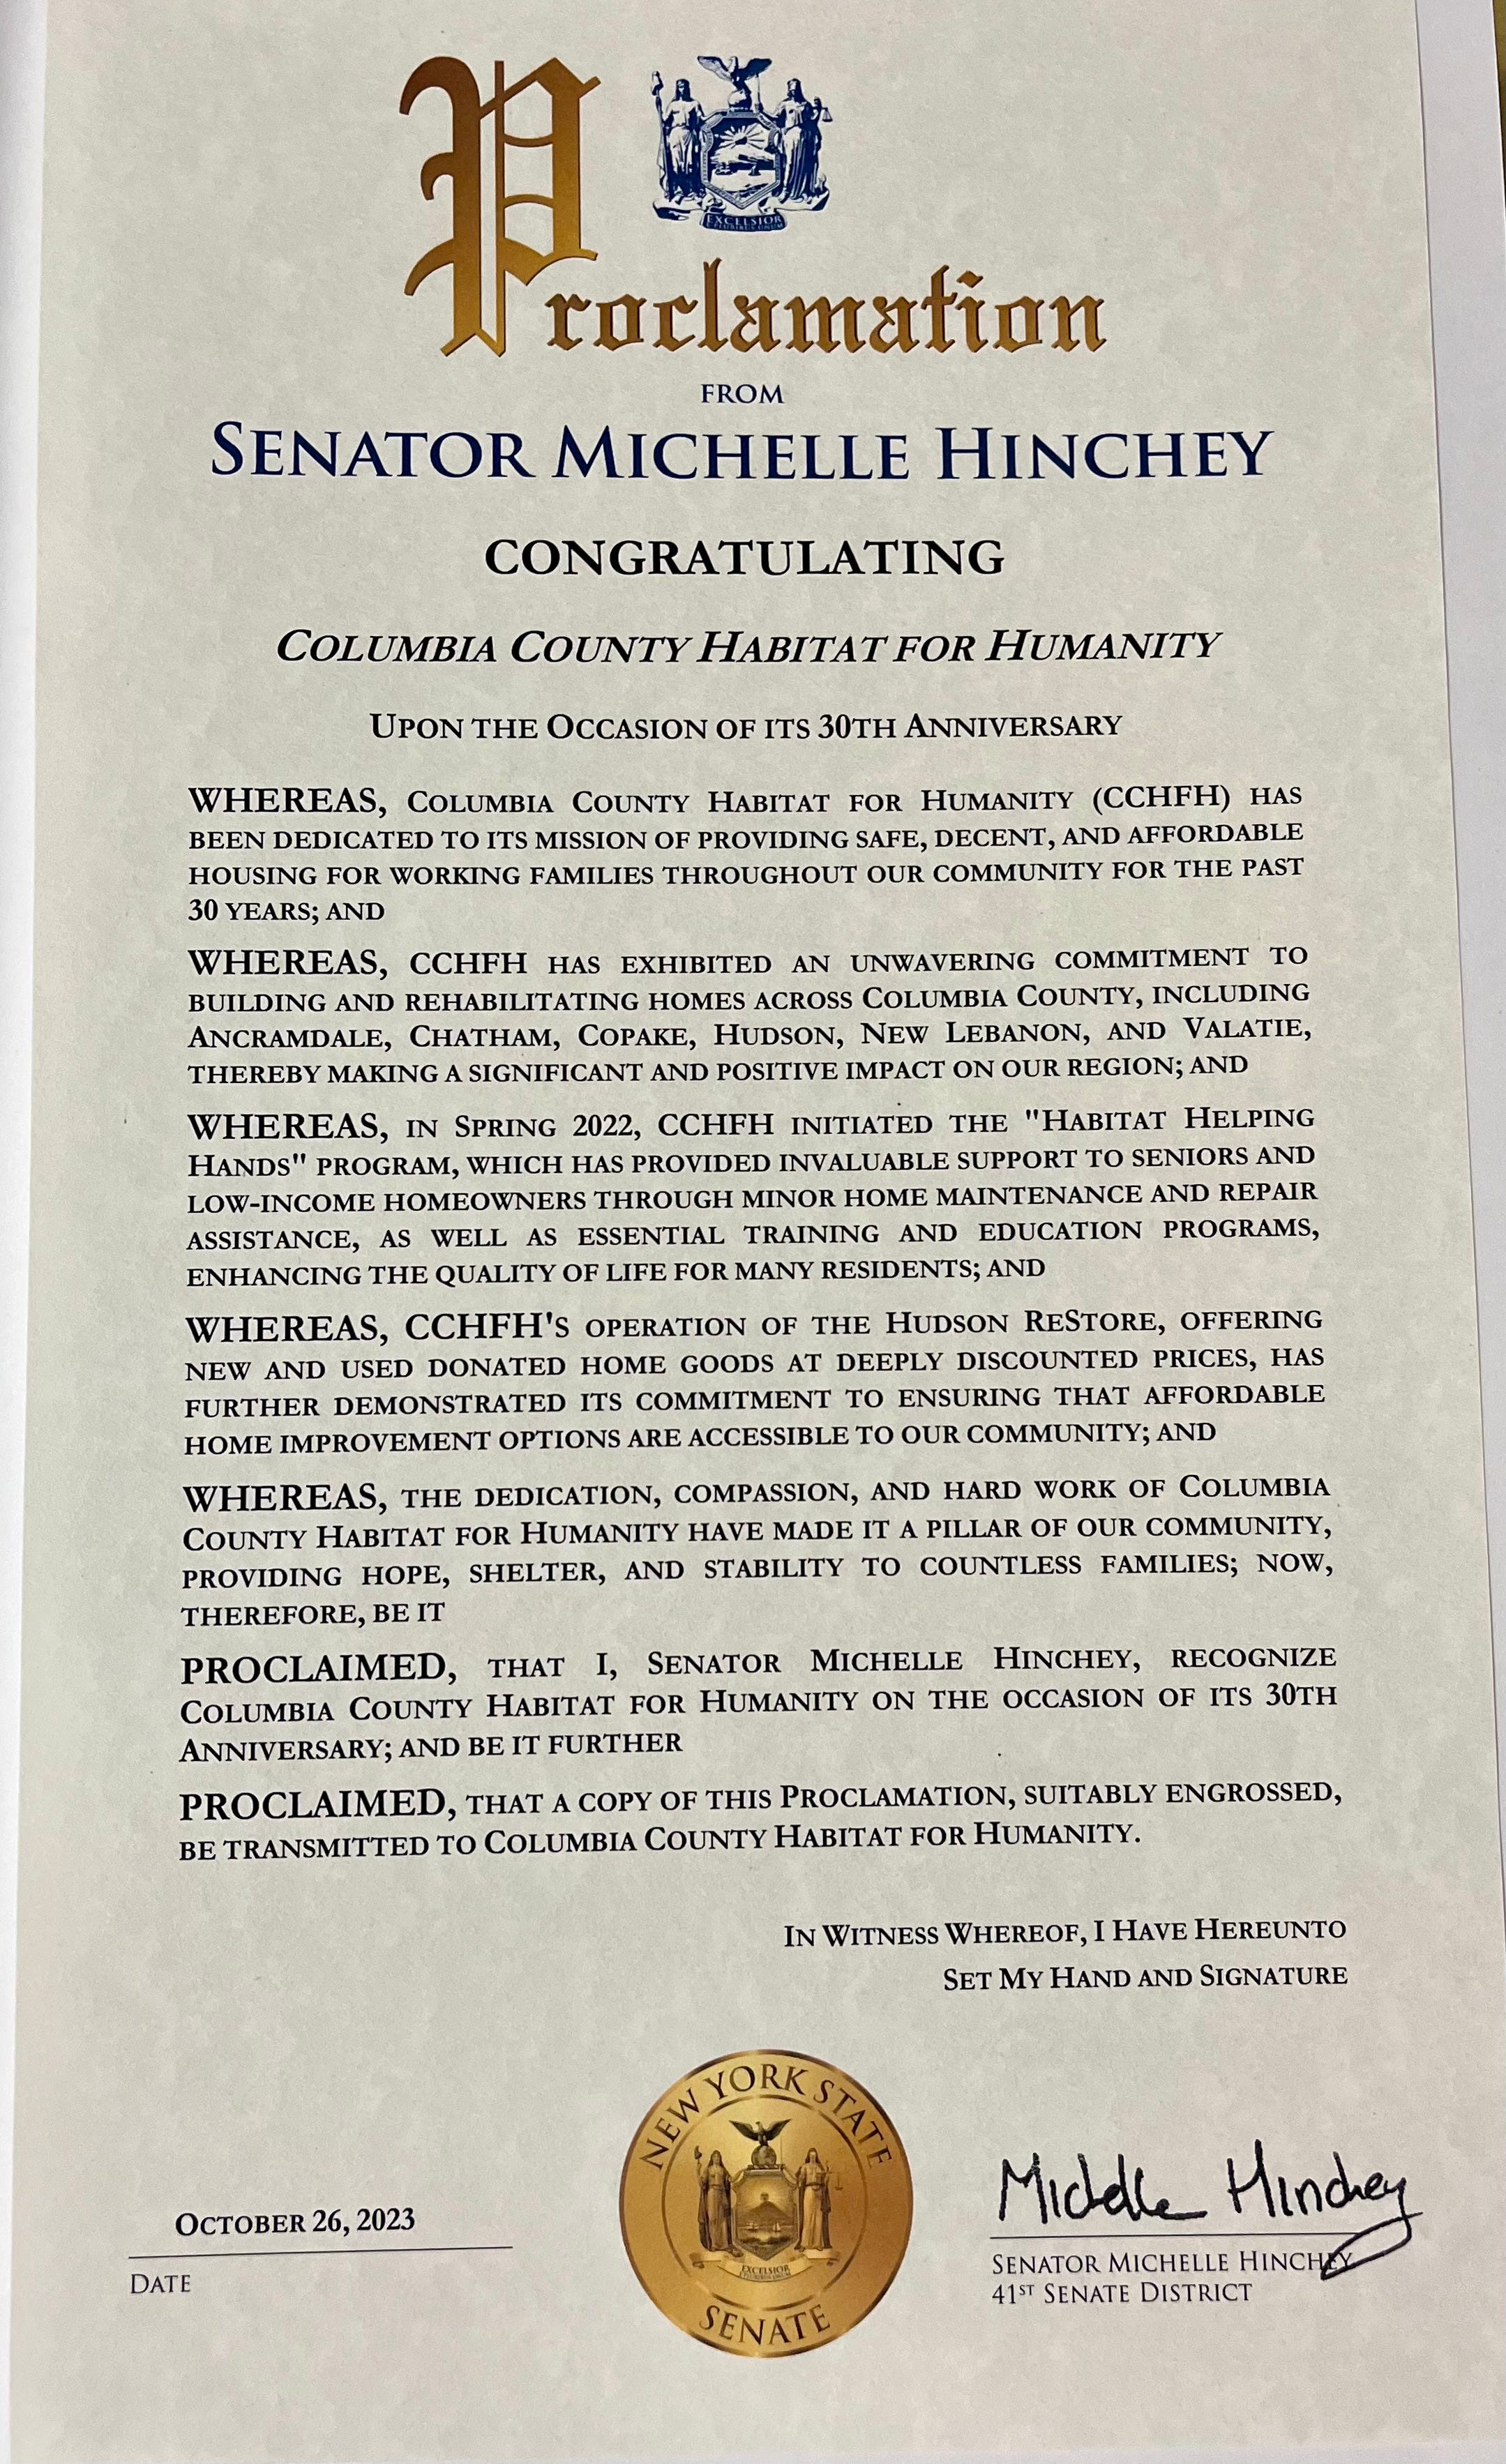 EXCELSIOR
E PLURIBUS UNUM
Proclamation
FROM
SENATOR MICHELLE HINCHEY
CONGRATULATING
COLUMBIA COUNTY HABITAT FOR HUMANITY
UPON THE OCCASION OF ITS 30TH ANNIVERSARY
WHEREAS, COLUMBIA COUNTY HABITAT FOR HUMANITY (CCHFH) HAS
BEEN DEDICATED TO ITS MISSION OF PROVIDING SAFE, DECENT, AND AFFORDABLE
HOUSING FOR WORKING FAMILIES THROUGHOUT OUR COMMUNITY FOR THE PAST
30 YEARS; AND
WHEREAS, CCHFH HAS EXHIBITED AN UNWAVERING COMMITMENT TO
BUILDING AND REHABILITATING HOMES ACROSS COLUMBIA COUNTY, INCLUDING
ANCRAMDALE, CHATHAM, COPAKE, HUDSON, NEW LEBANON, AND VALATIE,
THEREBY MAKING A SIGNIFICANT AND POSITIVE IMPACT ON OUR REGION; AND
WHEREAS, IN SPRING 2022, CCHFH INITIATED THE "HABITAT HELPING
HANDS" PROGRAM, WHICH HAS PROVIDED INVALUABLE SUPPORT TO SENIORS AND
LOW-INCOME HOMEOWNERS THROUGH MINOR HOME MAINTENANCE AND REPAIR
ASSISTANCE, AS WELL AS ESSENTIAL TRAINING AND EDUCATION PROGRAMS,
ENHANCING THE QUALITY OF LIFE FOR MANY RESIDENTS; AND
WHEREAS, CCHFH'S OPERATION OF THE HUDSON RESTORE, OFFERING
NEW AND USED DONATED HOME GOODS AT DEEPLY DISCOUNTED PRICES, HAS
FURTHER DEMONSTRATED ITS COMMITMENT TO ENSURING THAT AFFORDABLE
HOME IMPROVEMENT OPTIONS ARE ACCESSIBLE TO OUR COMMUNITY; AND
WHEREAS, THE DEDICATION, COMPASSION, AND HARD WORK OF COLUMBIA
COUNTY HABITAT FOR HUMANITY HAVE MADE IT A PILLAR OF OUR COMMUNITY,
PROVIDING HOPE, SHELTER, AND STABILITY TO COUNTLESS FAMILIES; NOW,
THEREFORE, BE IT
PROCLAIMED, THAT I, SENATOR MICHELLE HINCHEY, RECOGNIZE
COLUMBIA COUNTY HABITAT FOR HUMANITY ON THE OCCASION OF ITS 30TH
ANNIVERSARY; AND BE IT FURTHER
PROCLAIMED, THAT A COPY OF THIS PROCLAMATION, SUITABLY ENGROSSED,
BE TRANSMITTED TO COLUMBIA COUNTY HABITAT FOR HUMANITY.
IN WITNESS WHEREOF, I HAVE HEREUNTO
SET MY HAND AND SIGNATURE
NEW YORK STATE
EXCELSIOR
E PLURIBUS UNUM
SENATE
OCTOBER 26, 2023
DATE
Michelle Hinchey
SENATOR MICHELLE HINCHEY
41ST SENATE DISTRICT